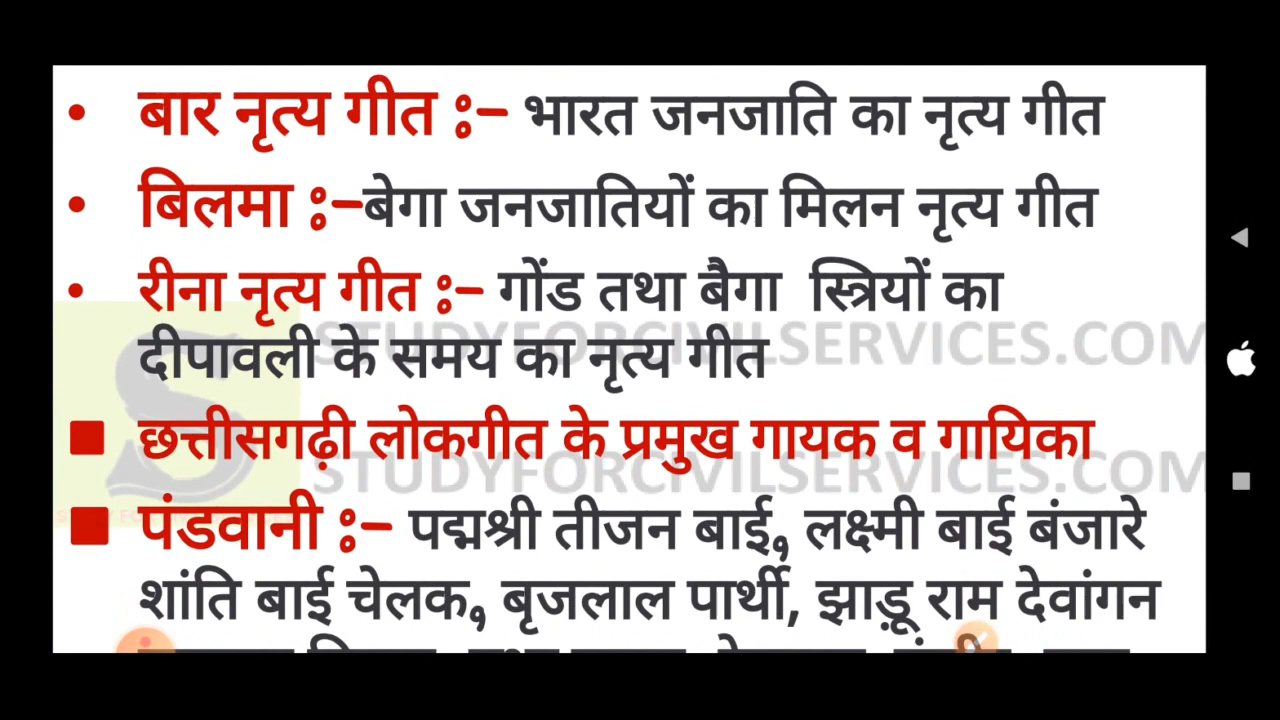 • बार नृत्य गीत :– भारत जनजाति का नृत्य गीत
• बिलमा :–बेगा जनजातियों का मिलन नृत्य गीत
• रीना नृत्य गीत :– गोंड तथा बैगा स्त्रियों का
दीपावली के समय का नृत्य गीत
STUDYFORCIVILSERVICES.COM
■ छत्तीसगढ़ी लोकगीत के प्रमुख गायक व गायिका
STUDYFORCIVILSERVICES.COM
■ पंडवानी :– पद्मश्री तीजन बाई, लक्ष्मी बाई बंजारे
शांति बाई चेलक, बृजलाल पार्थी, झाड़ू राम देवांगन